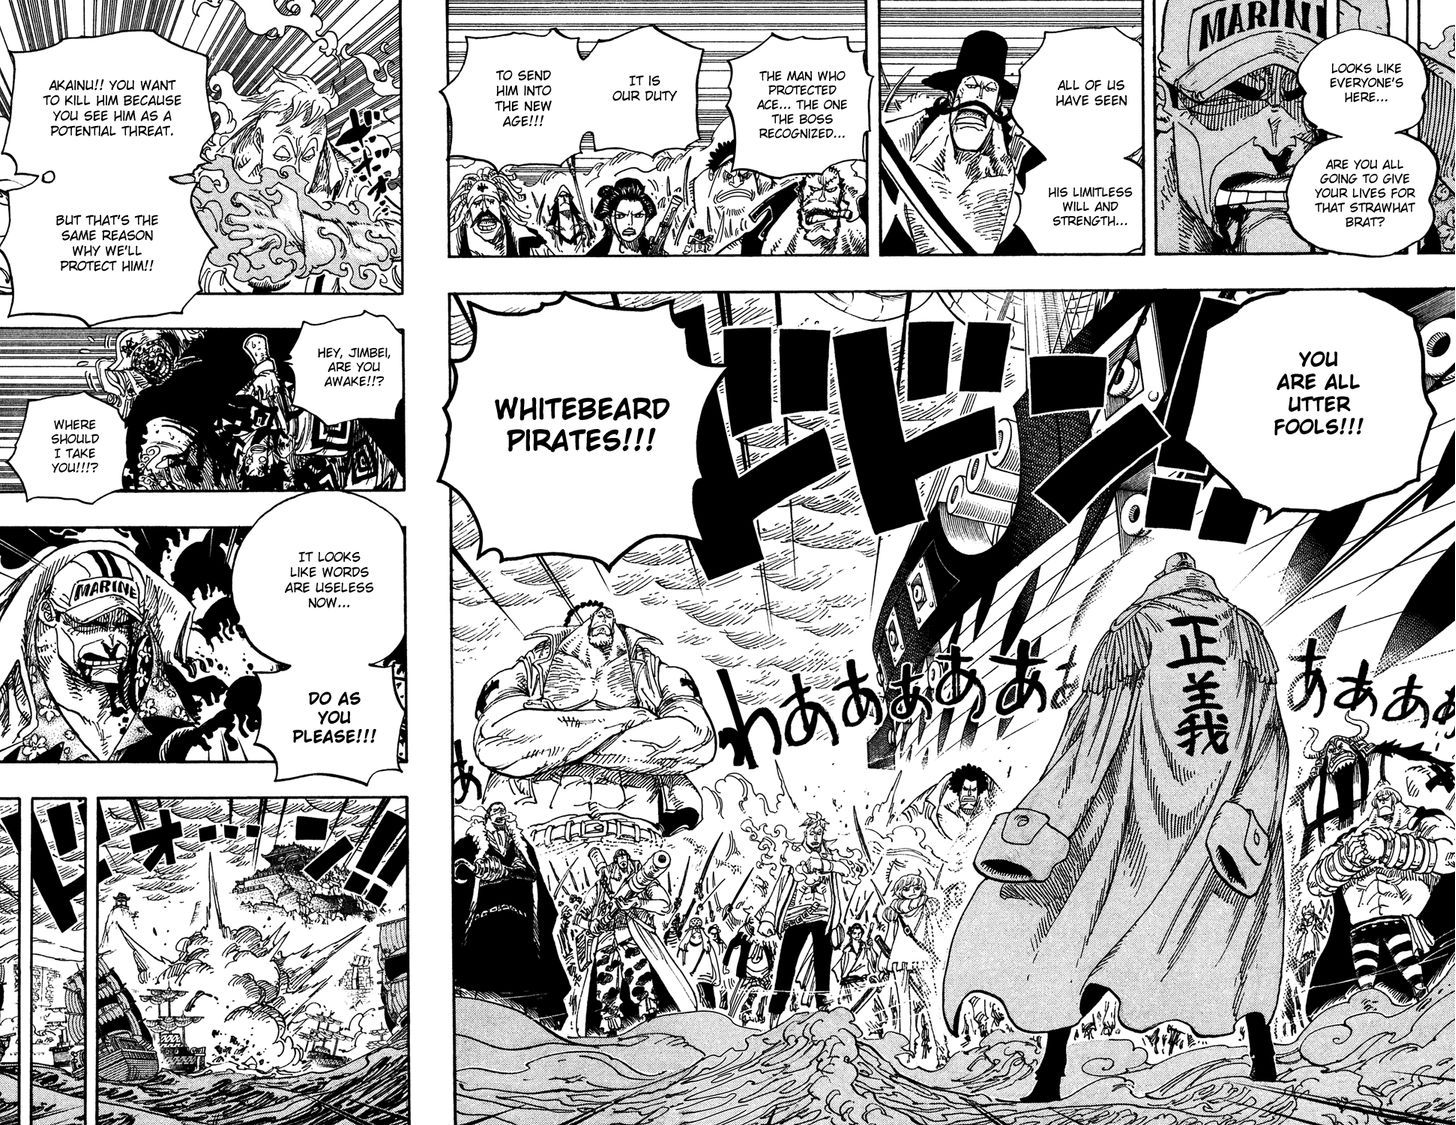 MARINE
LOOKS LIKE
EVERYONE'S
HERE...
ARE YOU ALL
GOING TO GIVE
YOUR LIVES FOR
THAT STRAWHAT
BRAT?
ALL OF US
HAVE SEEN
HIS LIMITLESS
WILL AND
STRENGTH...
THE MAN WHO
PROTECTED
ACE... THE ONE
THE BOSS
RECOGNIZED...
IT IS
OUR DUTY
TO SEND
HIM INTO
THE NEW
AGE!!!
YOU
ARE ALL
UTTER
FOOLS!!!
WHITEBEARD
PIRATES!!!
ドドン!!
正義
わあああああ
ああああ
あ
AKAINU!! YOU WANT
TO KILL HIM BECAUSE
YOU SEE HIM AS A
POTENTIAL THREAT.
BUT THAT'S THE
SAME REASON
WHY WE'LL
PROTECT HIM!!
HEY, JIMBEI,
ARE YOU
AWAKE!!?
WHERE
SHOULD
I TAKE
YOU!!!?
MARINE
IT LOOKS
LIKE WORDS
ARE USELESS
NOW...
DO AS
YOU
PLEASE!!!
ドォーーン!!!